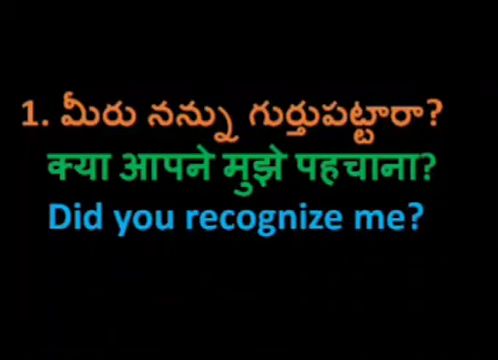 1. మీరు నన్ను గుర్తుపట్టారా?
क्या आपने मुझे पहचाना?
Did you recognize me?